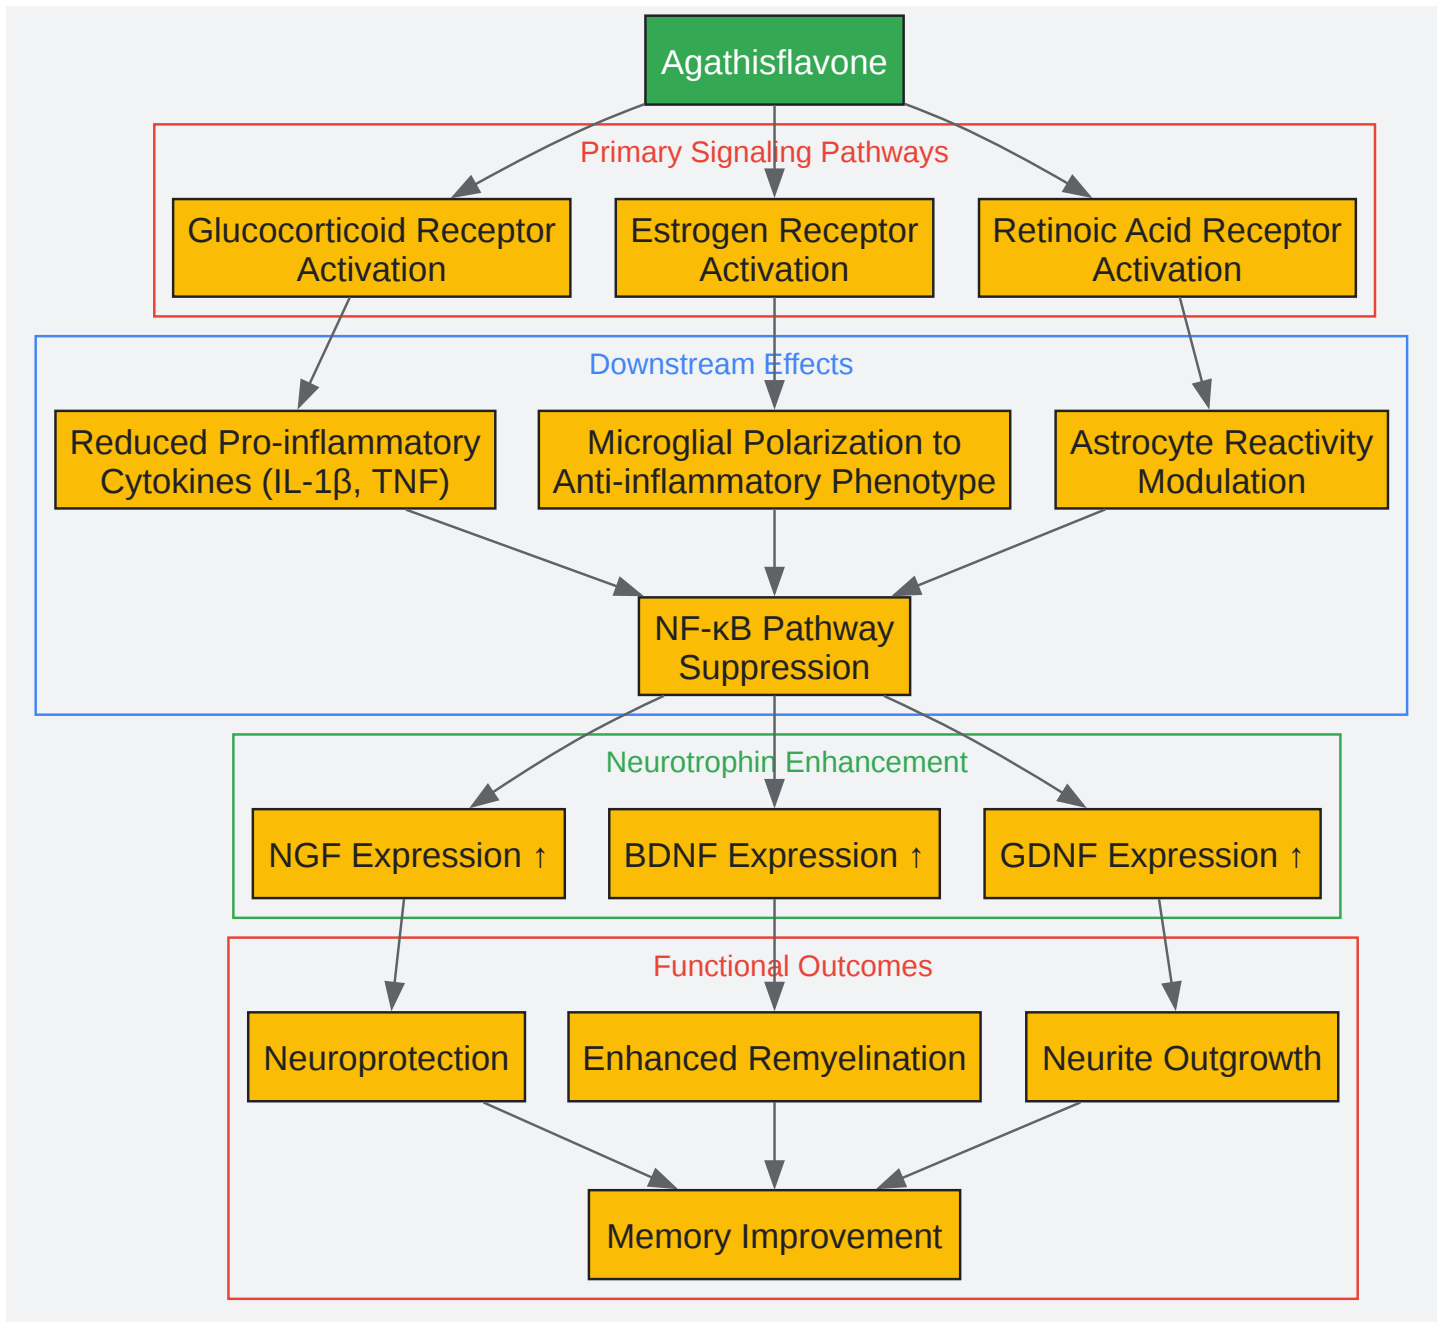 Agathisflavone
Primary Signaling Pathways
Glucocorticoid Receptor
Activation
Estrogen Receptor
Activation
Retinoic Acid Receptor
Activation
Downstream Effects
Reduced Pro-inflammatory
Cytokines (IL-1β, TNF)
Microglial Polarization to
Anti-inflammatory Phenotype
Astrocyte Reactivity
Modulation
NF-κB Pathway
Suppression
Neurotrophin Enhancement
NGF Expression ↑
BDNF Expression ↑
GDNF Expression ↑
Functional Outcomes
Neuroprotection
Enhanced Remyelination
Neurite Outgrowth
Memory Improvement